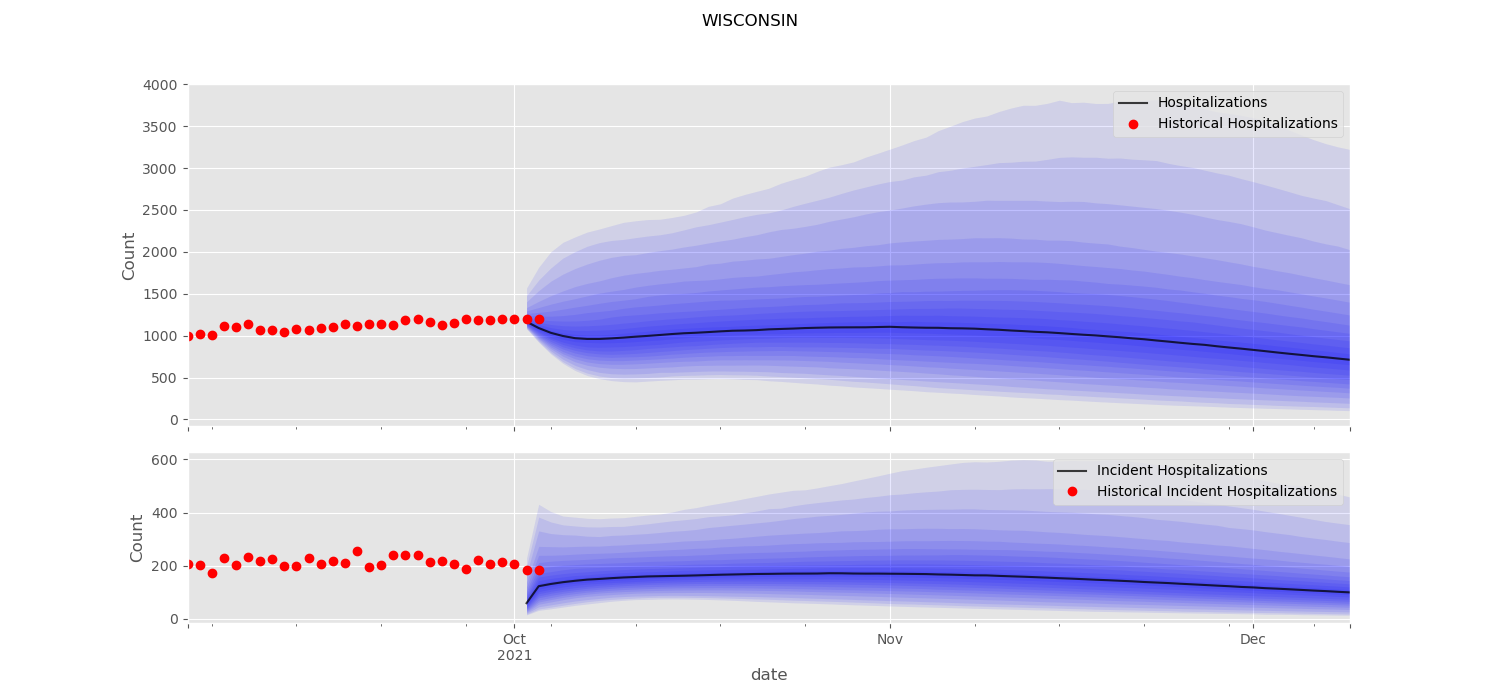 WISCONSIN
4000
3500
3000
2500
2000
1500
1000
500
0
Count
Hospitalizations
Historical Hospitalizations
600
400
200
0
Count
Incident Hospitalizations
Historical Incident Hospitalizations
Oct
2021
Nov
Dec
date